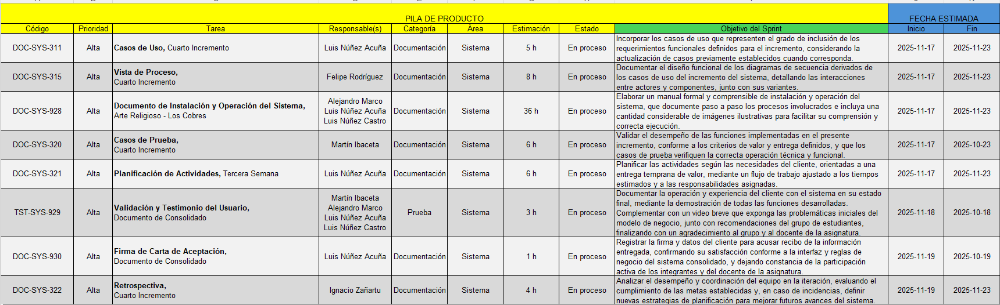 PILA DE PRODUCTO FECHA ESTIMADA
Código Prioridad Tarea Responsable(s) Categoría Área Estimación Estado Objetivo del Sprint Inicio Fin
DOC-SYS-311 Alta Casos de Uso, Cuarto Incremento Luis Núñez Acuña Documentación Sistema 5 h En proceso
Incorporar los casos de uso que representen el grado de inclusión de los
requerimientos funcionales definidos para el incremento, considerando la
actualización de casos previamente establecidos cuando corresponda.
2025-11-17 2025-11-23
DOC-SYS-315 Alta
Vista de Proceso,
Cuarto Incremento
Felipe Rodríguez Documentación Sistema 8 h En proceso
Documentar el diseño funcional de los diagramas de secuencia derivados de
los casos de uso del incremento del sistema, detallando las interacciones
entre actores y componentes, junto con sus variantes.
2025-11-17 2025-11-23
DOC-SYS-928 Alta
Documento de Instalación y Operación del Sistema,
Arte Religioso - Los Cobres
Alejandro Marco
Luis Núñez Acuña
Luis Núñez Castro
Documentación Sistema 36 h En proceso
Elaborar un manual formal y comprensible de instalación y operación del
sistema, que documente paso a paso los procesos involucrados e incluya una
cantidad considerable de imágenes ilustrativas para facilitar su comprensión y
correcta ejecución.
2025-11-17 2025-11-23
DOC-SYS-320 Alta
Casos de Prueba,
Cuarto Incremento
Martín Ibaceta Documentación Sistema 6 h En proceso
Validar el desempeño de las funciones implementadas en el presente
incremento, conforme a los criterios de valor y entrega definidos, y que los
casos de prueba verifiquen la correcta operación técnica y funcional.
2025-11-17 2025-10-23
DOC-SYS-321 Alta Planificación de Actividades, Tercera Semana Luis Núñez Acuña Documentación Sistema 6 h En proceso
Planificar las actividades según las necesidades del cliente, orientadas a una
entrega temprana de valor, mediante un flujo de trabajo ajustado a los tiempos
estimados y a las responsabilidades asignadas.
2025-11-17 2025-11-23
TST-SYS-929 Alta
Validación y Testimonio del Usuario,
Documento de Consolidado
Martín Ibaceta
Alejandro Marco
Luis Núñez Acuña
Luis Núñez Castro
Prueba Sistema 3 h En proceso
Documentar la operación y experiencia del cliente con el sistema en su estado
final, mediante la demostración de todas las funciones desarrolladas.
Complementar con un video breve que exponga las problemáticas iniciales del
modelo de negocio, junto con recomendaciones del grupo de estudiantes,
finalizando con un agradecimiento al grupo y al docente de la asignatura.
2025-11-18 2025-10-18
DOC-SYS-930 Alta
Firma de Carta de Aceptación,
Documento de Consolidado
Luis Núñez Acuña Documentación Sistema 1 h En proceso
Registrar la firma y datos del cliente para acusar recibo de la información
entregada, confirmando su satisfacción conforme a la interfaz y reglas de
negocio del sistema consolidado, y dejando constancia de la participación
activa de los integrantes y del docente de la asignatura.
2025-11-19 2025-10-19
DOC-SYS-322 Alta
Retrospectiva,
Cuarto Incremento
Ignacio Zañartu Documentación Sistema 4 h En proceso
Analizar el desempeño y coordinación del equipo en la iteración, evaluando el
cumplimiento de las metas establecidas y, en caso de incidencias, definir
nuevas estrategias de planificación para mejorar futuros avances del sistema.
2025-11-19 2025-11-23